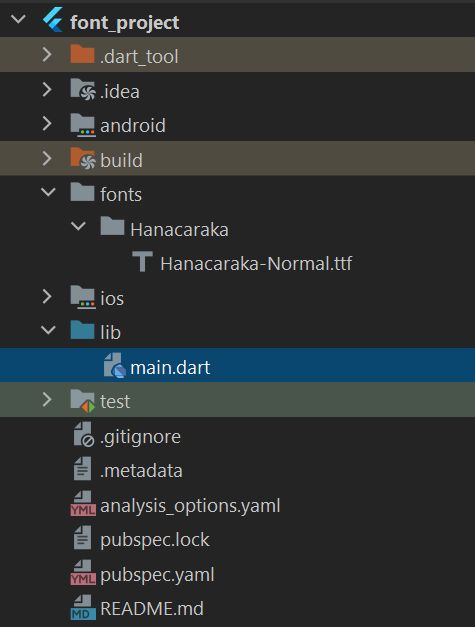 font_project
.dart_tool
.idea
android
build
fonts
Hanacaraka
Hanacaraka-Normal.ttf
ios
lib
main.dart
test
.gitignore
.metadata
YML analysis_options.yaml
pubspec.lock
YML pubspec.yaml
MD README.md